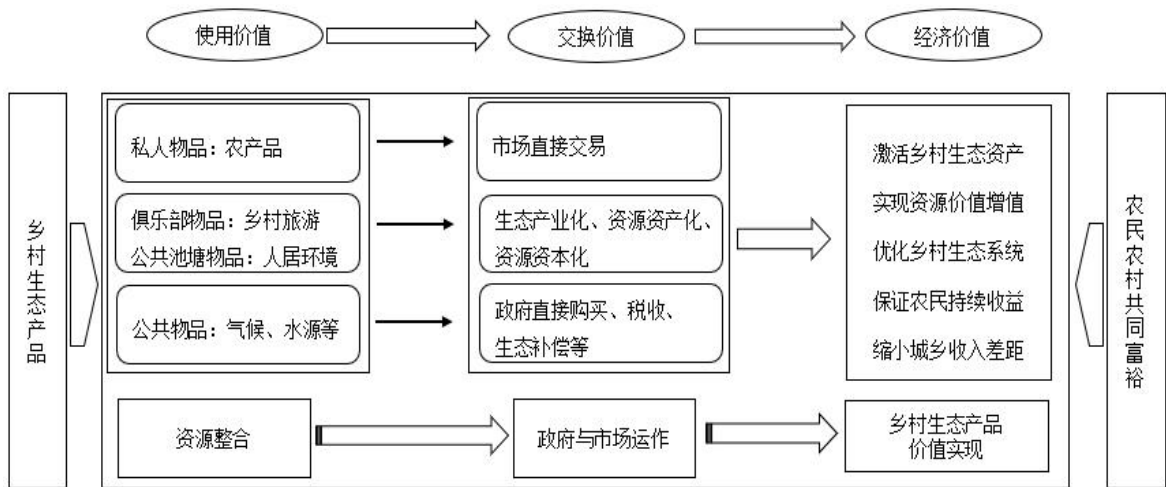 使用价值
交换价值
经济价值
乡村生态产品
私人物品：农产品
俱乐部物品：乡村旅游
公共池塘物品：人居环境
公共物品：气候、水源等
市场直接交易
生态产业化、资源资产化、
资源资本化
政府直接购买、税收、
生态补偿等
激活乡村生态资产
实现资源价值增值
优化乡村生态系统
保证农民持续收益
缩小城乡收入差距
农民农村共同富裕
资源整合
政府与市场运作
乡村生态产品
价值实现